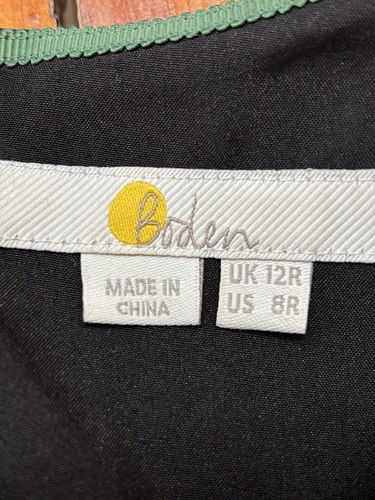 Boden
MADE IN
CHINA
UK 12R
US 8R